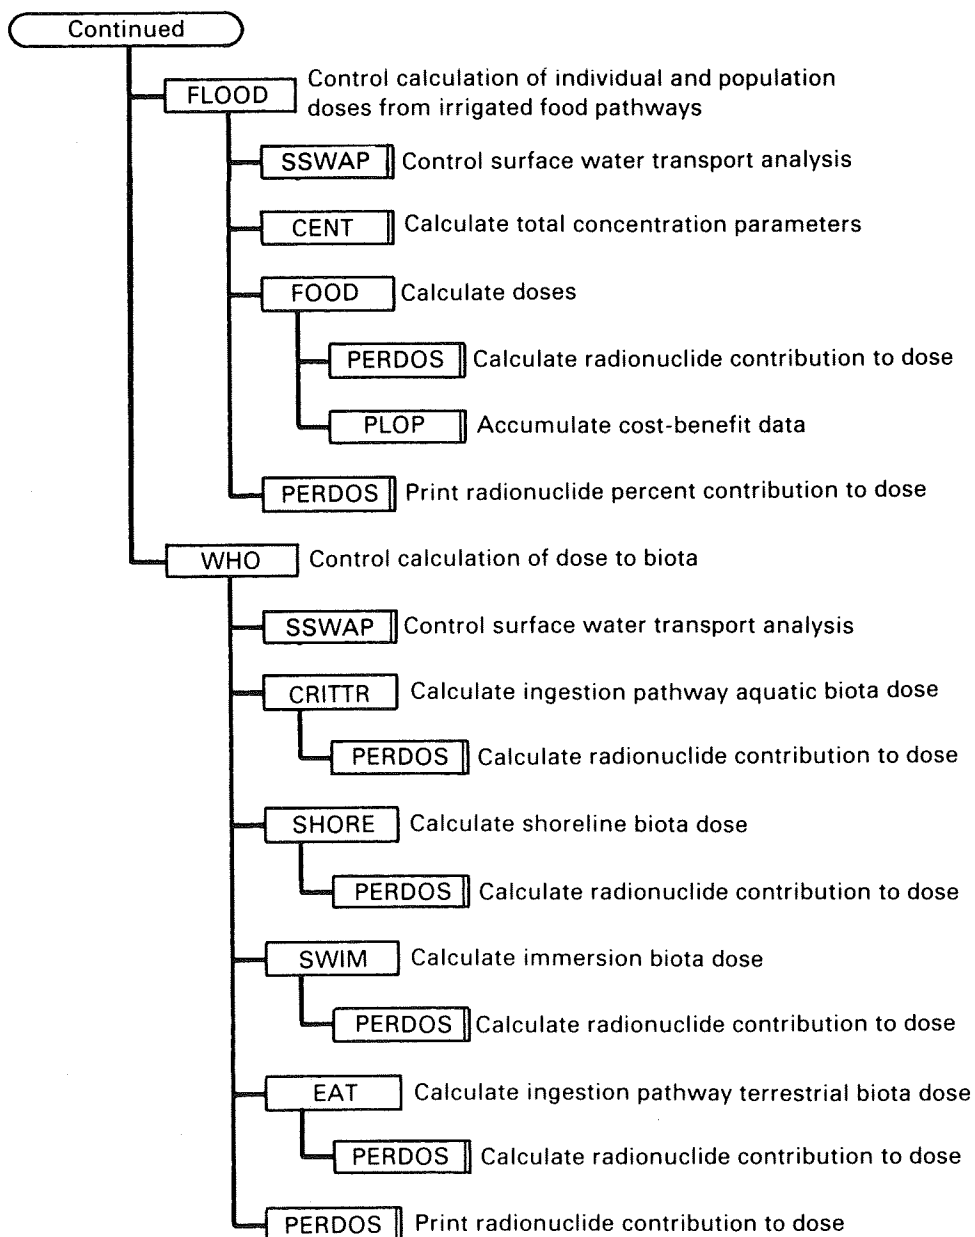 Continued
FLOOD Control calculation of individual and population
doses from irrigated food pathways
SSWAP Control surface water transport analysis
CENT Calculate total concentration parameters
FOOD Calculate doses
PERDOS Calculate radionuclide contribution to dose
PLOP Accumulate cost-benefit data
PERDOS Print radionuclide percent contribution to dose
WHO Control calculation of dose to biota
SSWAP Control surface water transport analysis
CRITTR Calculate ingestion pathway aquatic biota dose
PERDOS Calculate radionuclide contribution to dose
SHORE Calculate shoreline biota dose
PERDOS Calculate radionuclide contribution to dose
SWIM Calculate immersion biota dose
PERDOS Calculate radionuclide contribution to dose
EAT Calculate ingestion pathway terrestrial biota dose
PERDOS Calculate radionuclide contribution to dose
PERDOS Print radionuclide contribution to dose